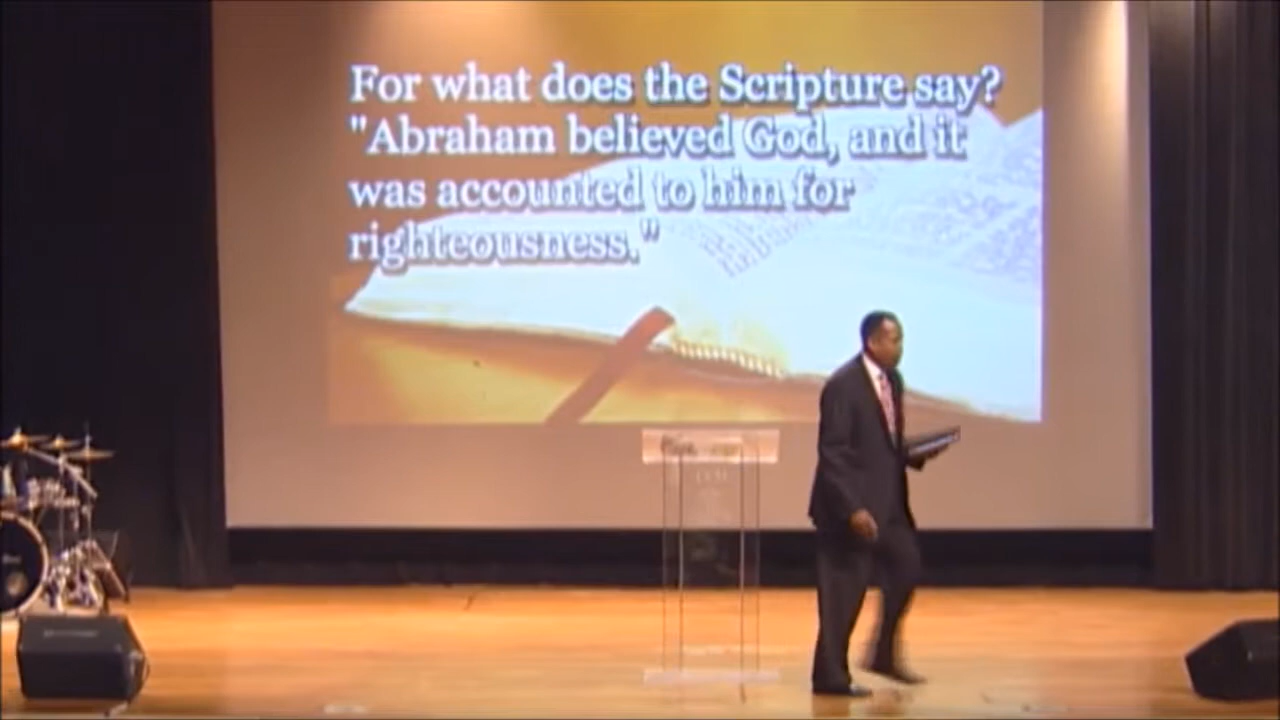 For what does the Scripture say?
"Abraham believed God, and it
was accounted to him for
righteousness."